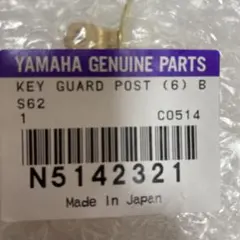 YAMAHA GENUINE PARTS
KEY GUARD POST (6) B
S62
1 C0514
N5142321
Made In Japan